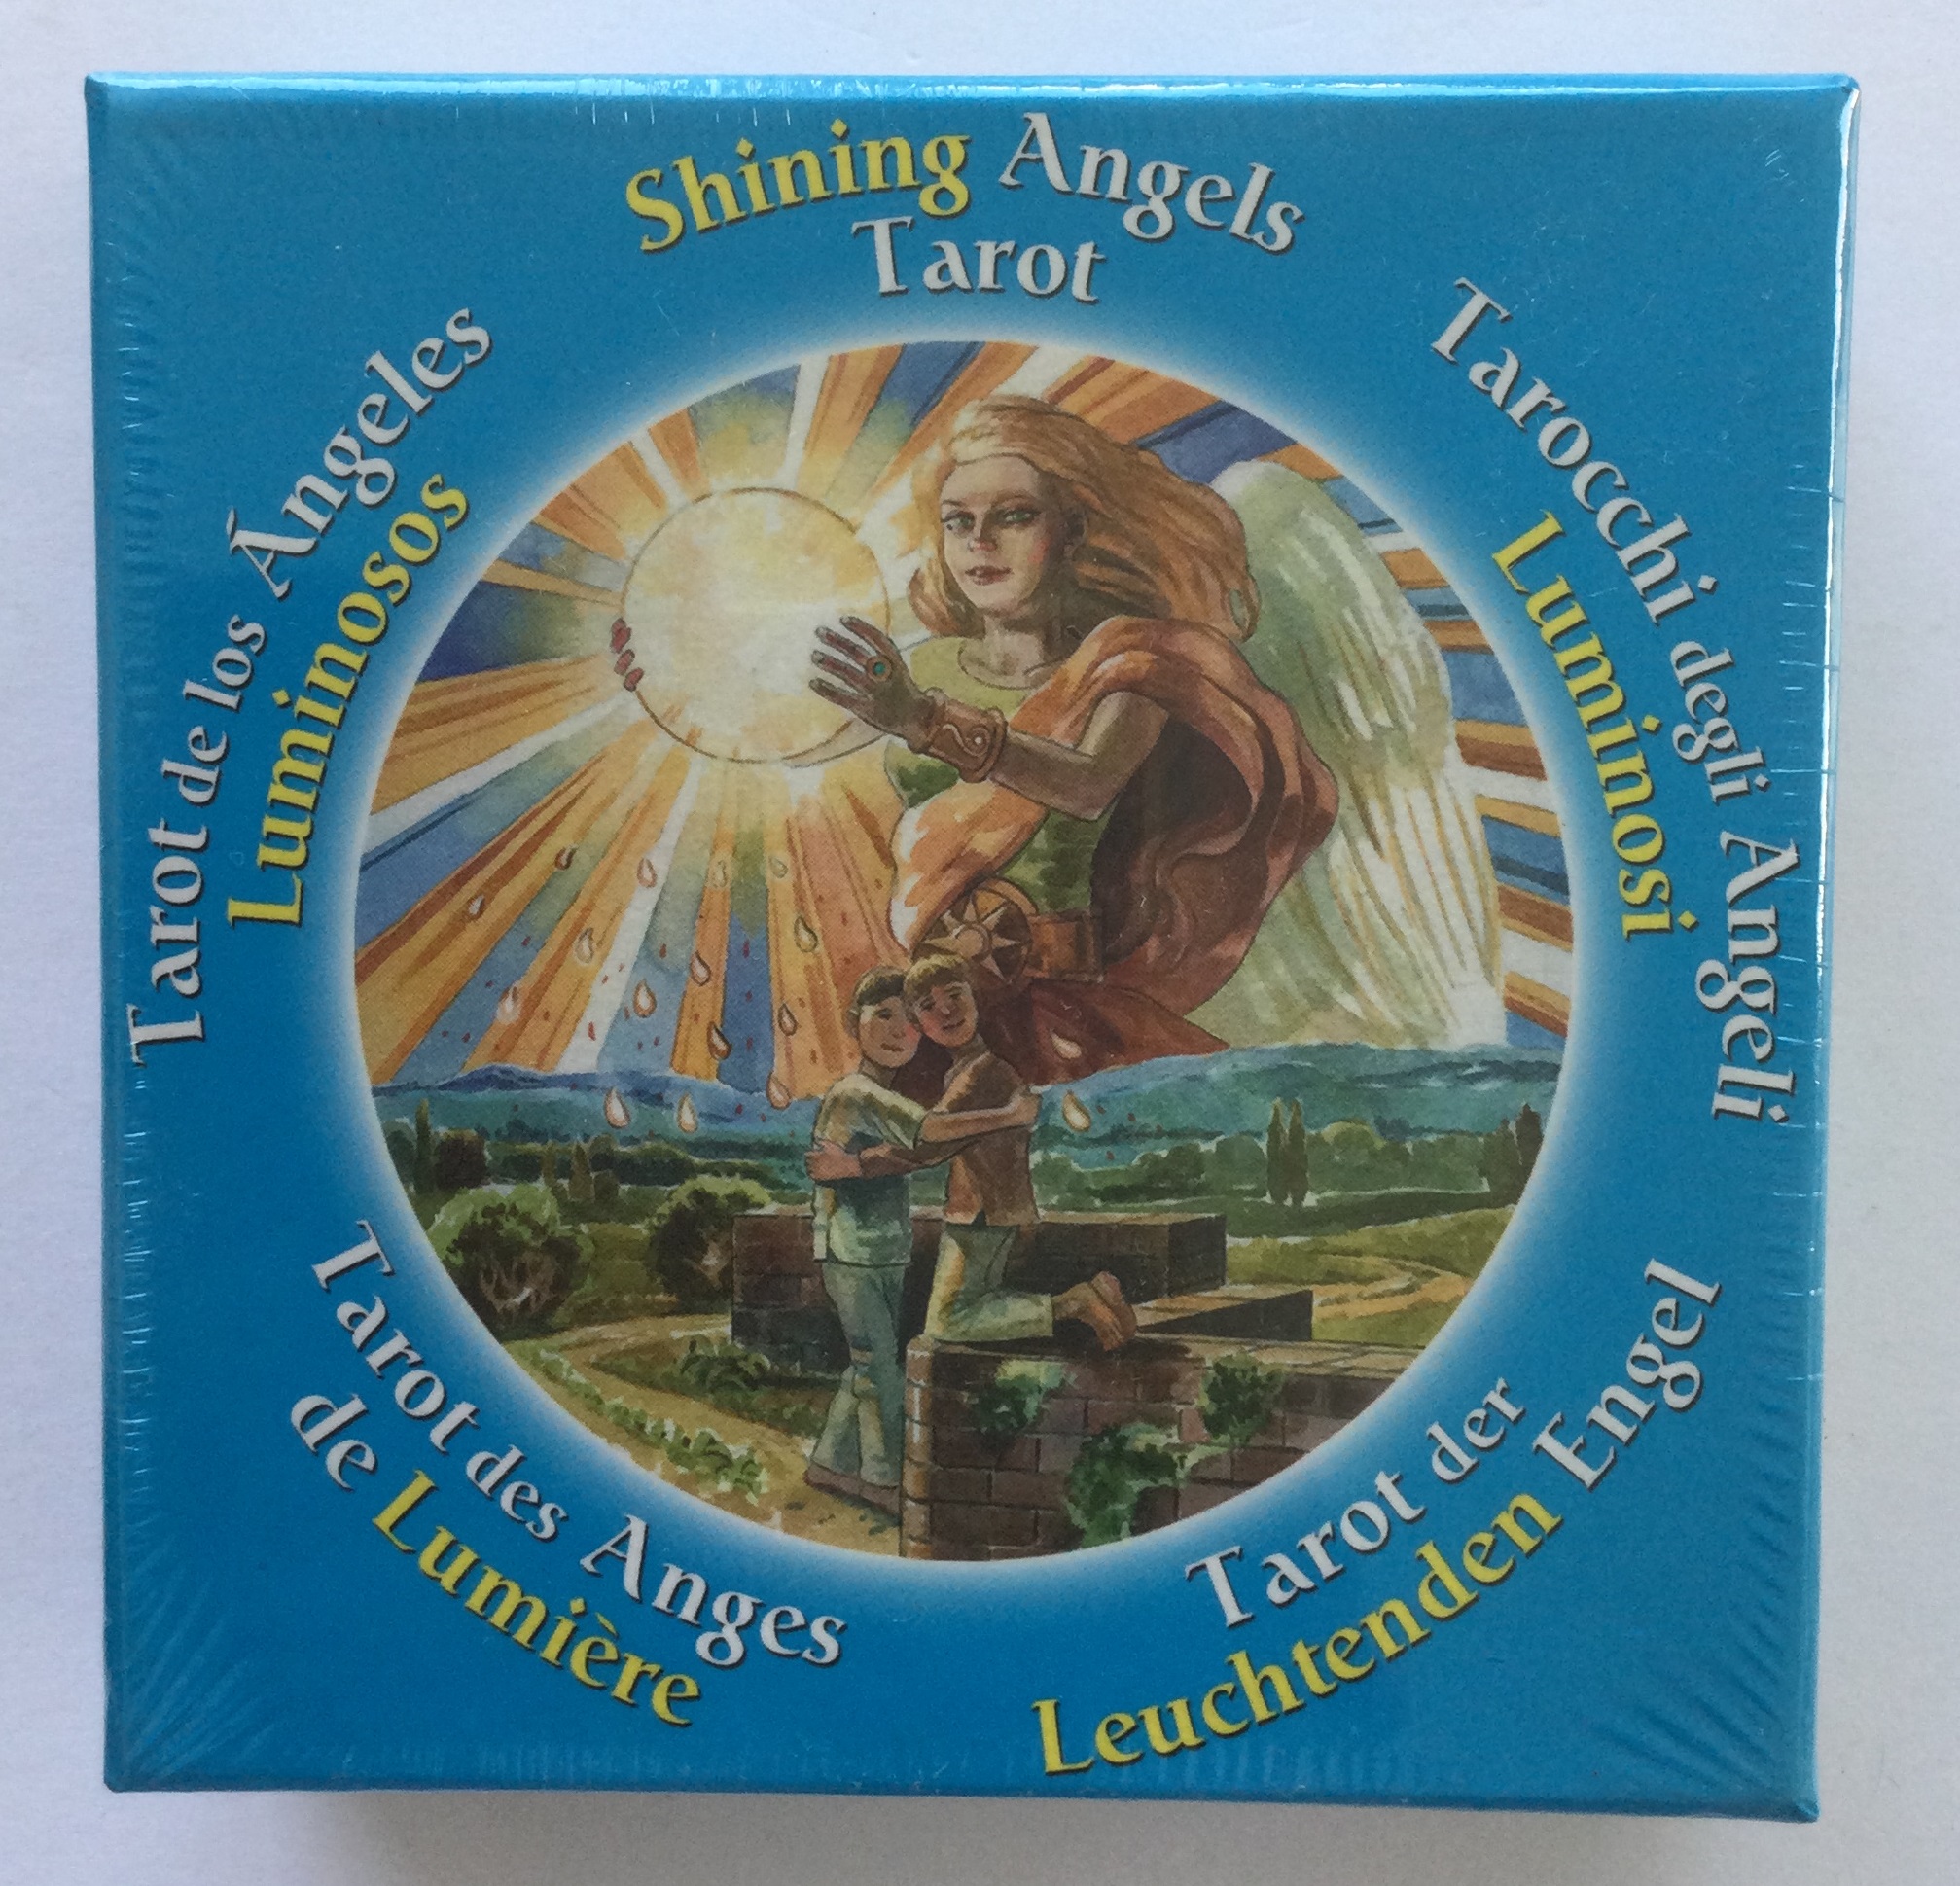 Shining Angels
Tarot
Tarocchi degli Angeli
Luminosi
Tarot der
Leuchtenden Engel
Tarot des Anges
de Lumière
Tarot de los Ángeles
Luminosos